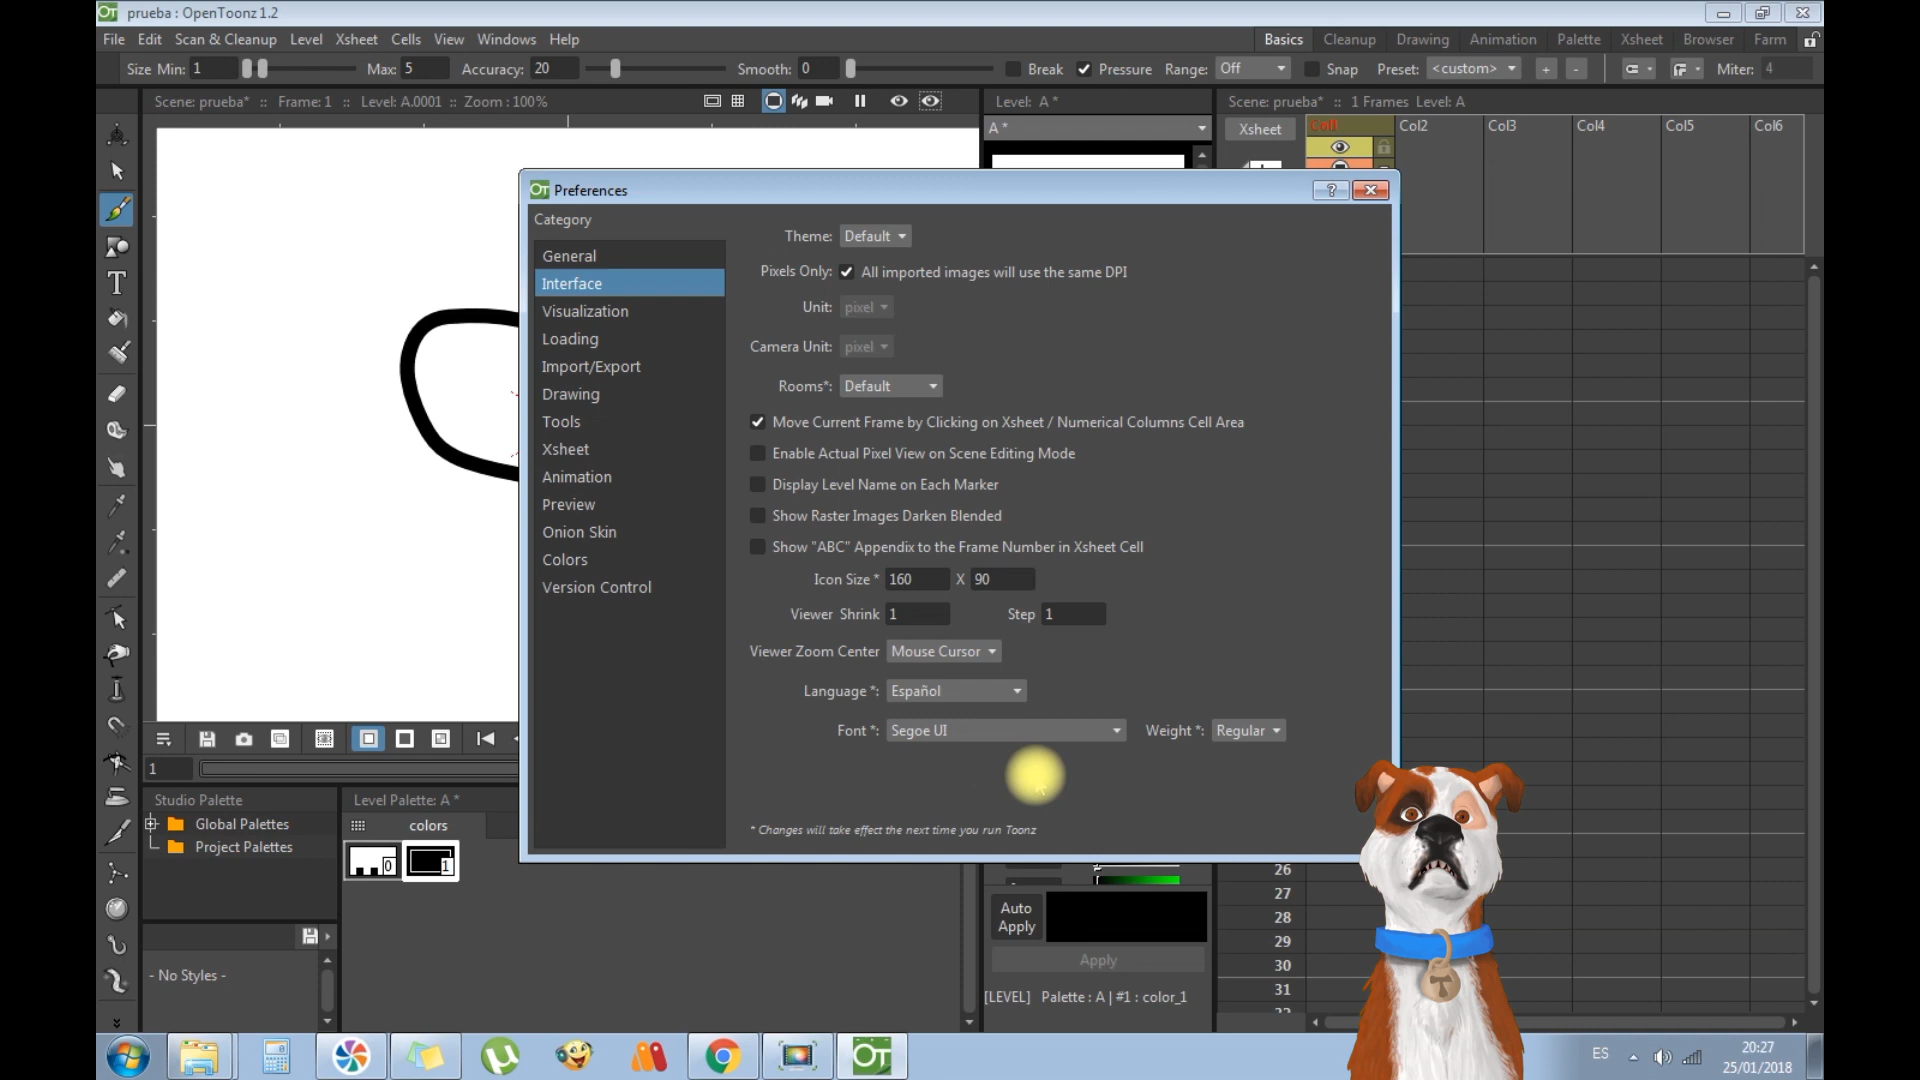 prueba : OpenToonz 1.2
File Edit Scan & Cleanup Level Xsheet Cells View Windows Help
Basics Cleanup Drawing Animation Palette Xsheet Browser Farm
Size Min: 1 Max: 5 Accuracy: 20 Smooth: 0 Break Pressure Range: Off Snap Preset: <custom> + - Miter: 4
Scene: prueba* :: Frame: 1 :: Level: A.0001 :: Zoom : 100%
Level: A *
Scene: prueba* :: 1 Frames Level: A
A *
Xsheet
Col1 Col2 Col3 Col4 Col5 Col6
Preferences
Category
General
Interface
Visualization
Loading
Import/Export
Drawing
Tools
Xsheet
Animation
Preview
Onion Skin
Colors
Version Control
Theme: Default
Pixels Only: All imported images will use the same DPI
Unit: pixel
Camera Unit: pixel
Rooms*: Default
Move Current Frame by Clicking on Xsheet / Numerical Columns Cell Area
Enable Actual Pixel View on Scene Editing Mode
Display Level Name on Each Marker
Show Raster Images Darken Blended
Show "ABC" Appendix to the Frame Number in Xsheet Cell
Icon Size * 160 X 90
Viewer Shrink 1 Step 1
Viewer Zoom Center Mouse Cursor
Language *: Español
Font *: Segoe UI Weight *: Regular
* Changes will take effect the next time you run Toonz
1
Studio Palette
Global Palettes
Project Palettes
- No Styles -
Level Palette: A *
colors
0 1
Auto
Apply
Apply
[LEVEL] Palette : A | #1 : color_1
26
27
28
29
30
31
ES
20:27
25/01/2018